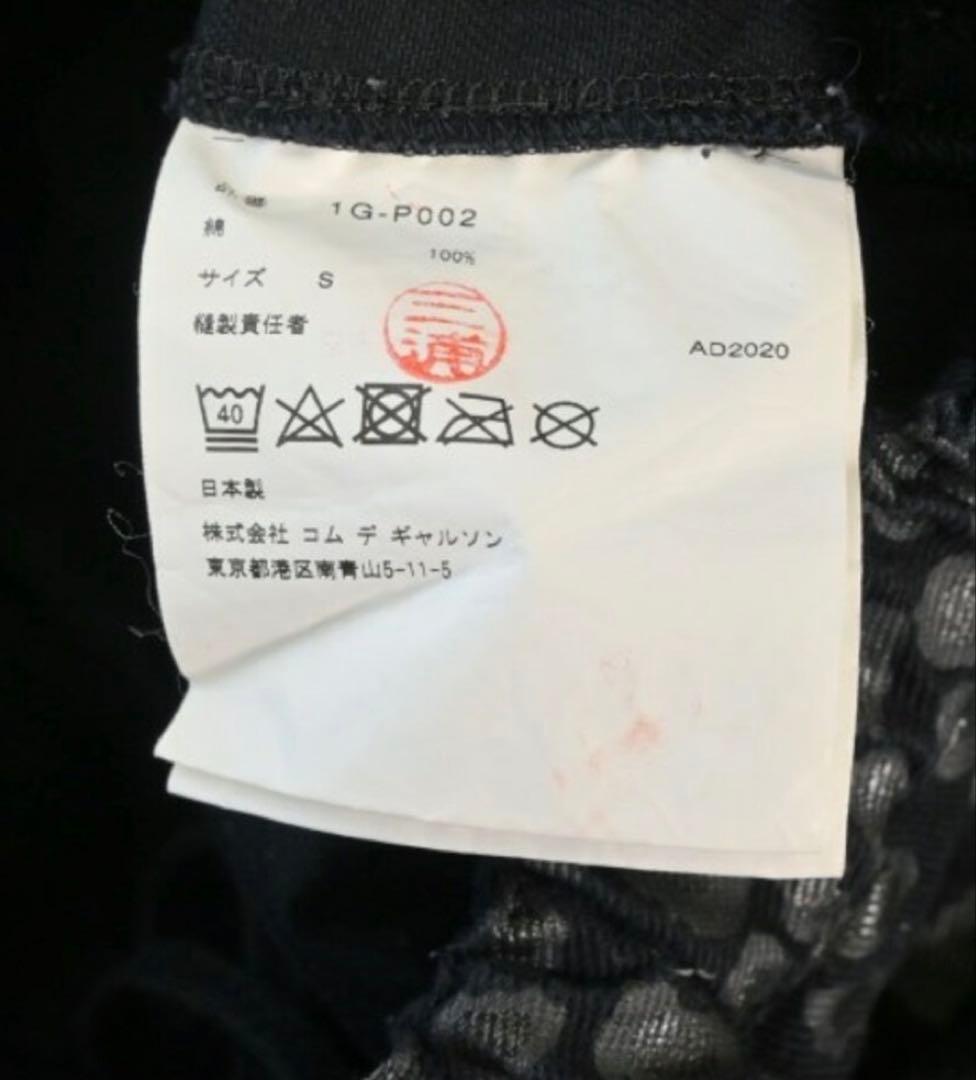 1G-P002
綿 100%
サイズ S
縫製責任者
三浦
AD2020
40
日本製
株式会社 コム デ ギャルソン
東京都港区南青山5-11-5